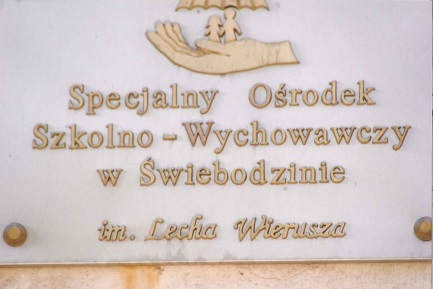 Specjalny Ośrodek
Szkolno-Wychowawczy
w Świebodzinie
im. Lecha Wierusza